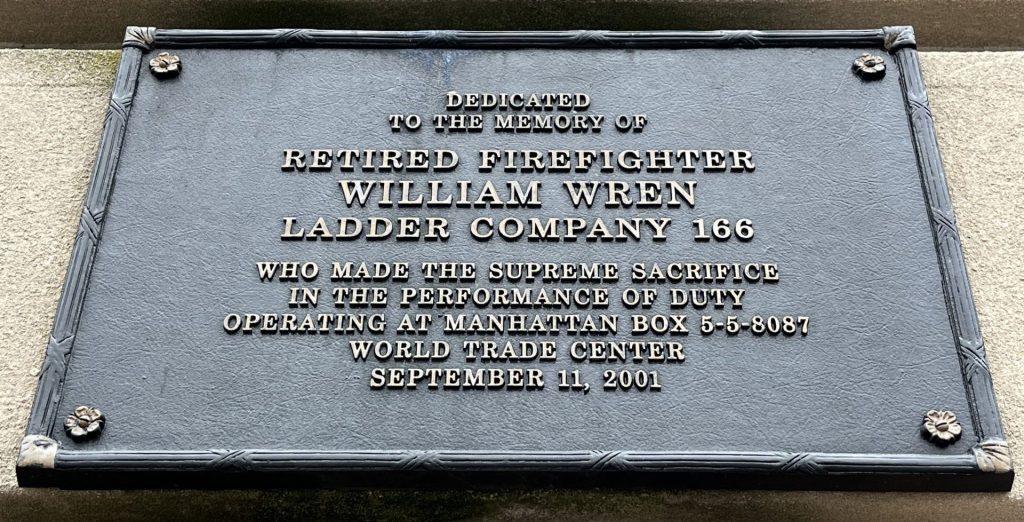 DEDICATED
TO THE MEMORY OF
RETIRED FIREFIGHTER
WILLIAM WREN
LADDER COMPANY 166
WHO MADE THE SUPREME SACRIFICE
IN THE PERFORMANCE OF DUTY
OPERATING AT MANHATTAN BOX 5-5-8087
WORLD TRADE CENTER
SEPTEMBER 11, 2001